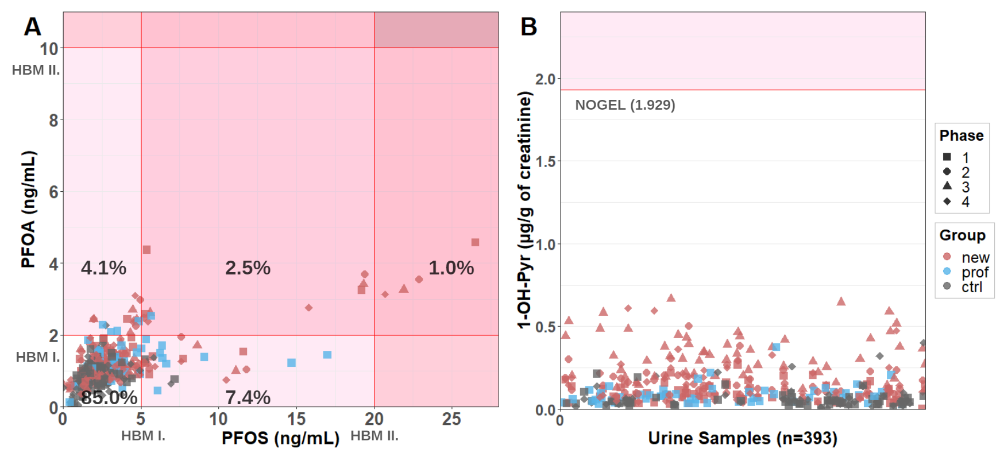 A
10
HBM II.
8
6
4
2
HBM I.
0
PFOA (ng/mL)
4.1%
2.5%
1.0%
85.0%
7.4%
0
5
10
15
20
25
HBM I.
PFOS (ng/mL)
HBM II.
B
2.0
1.5
1.0
0.5
0.0
1-OH-Pyr (µg/g of creatinine)
NOGEL (1.929)
0
Urine Samples (n=393)
Phase
1
2
3
4
Group
new
prof
ctrl